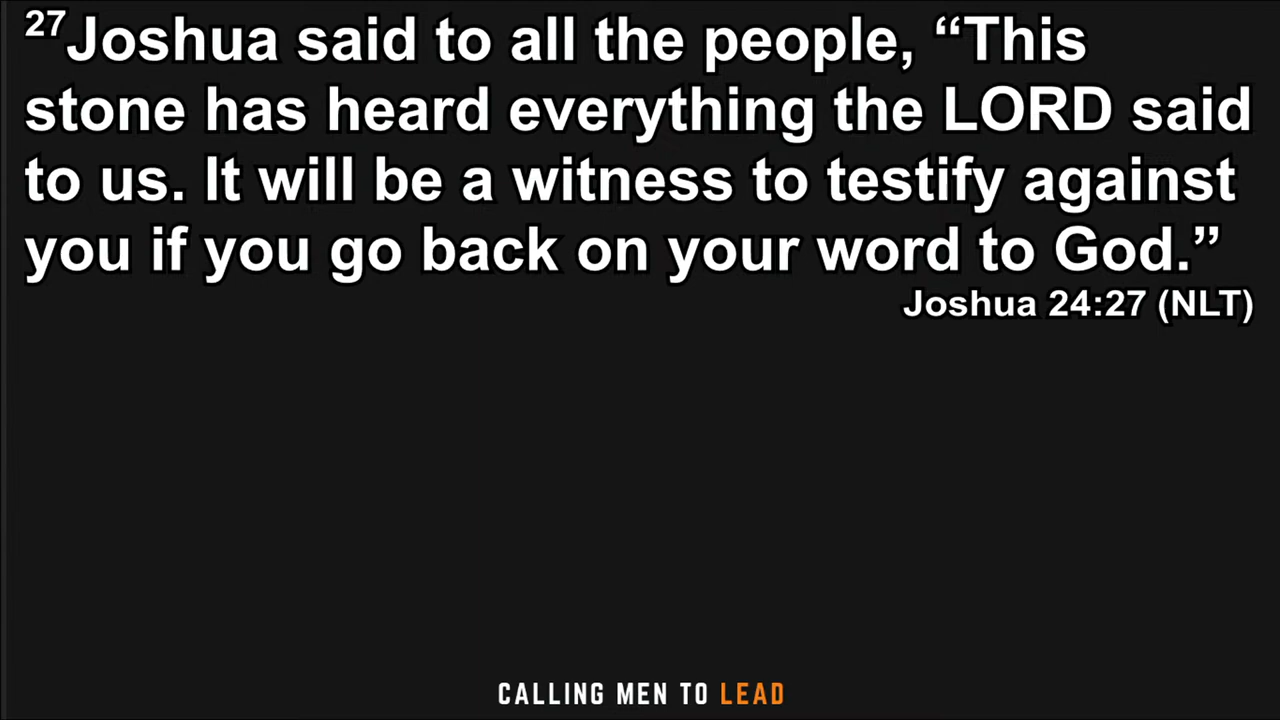 27Joshua said to all the people, “This
stone has heard everything the LORD said
to us. It will be a witness to testify against
you if you go back on your word to God.”
Joshua 24:27 (NLT)
CALLING MEN TO LEAD